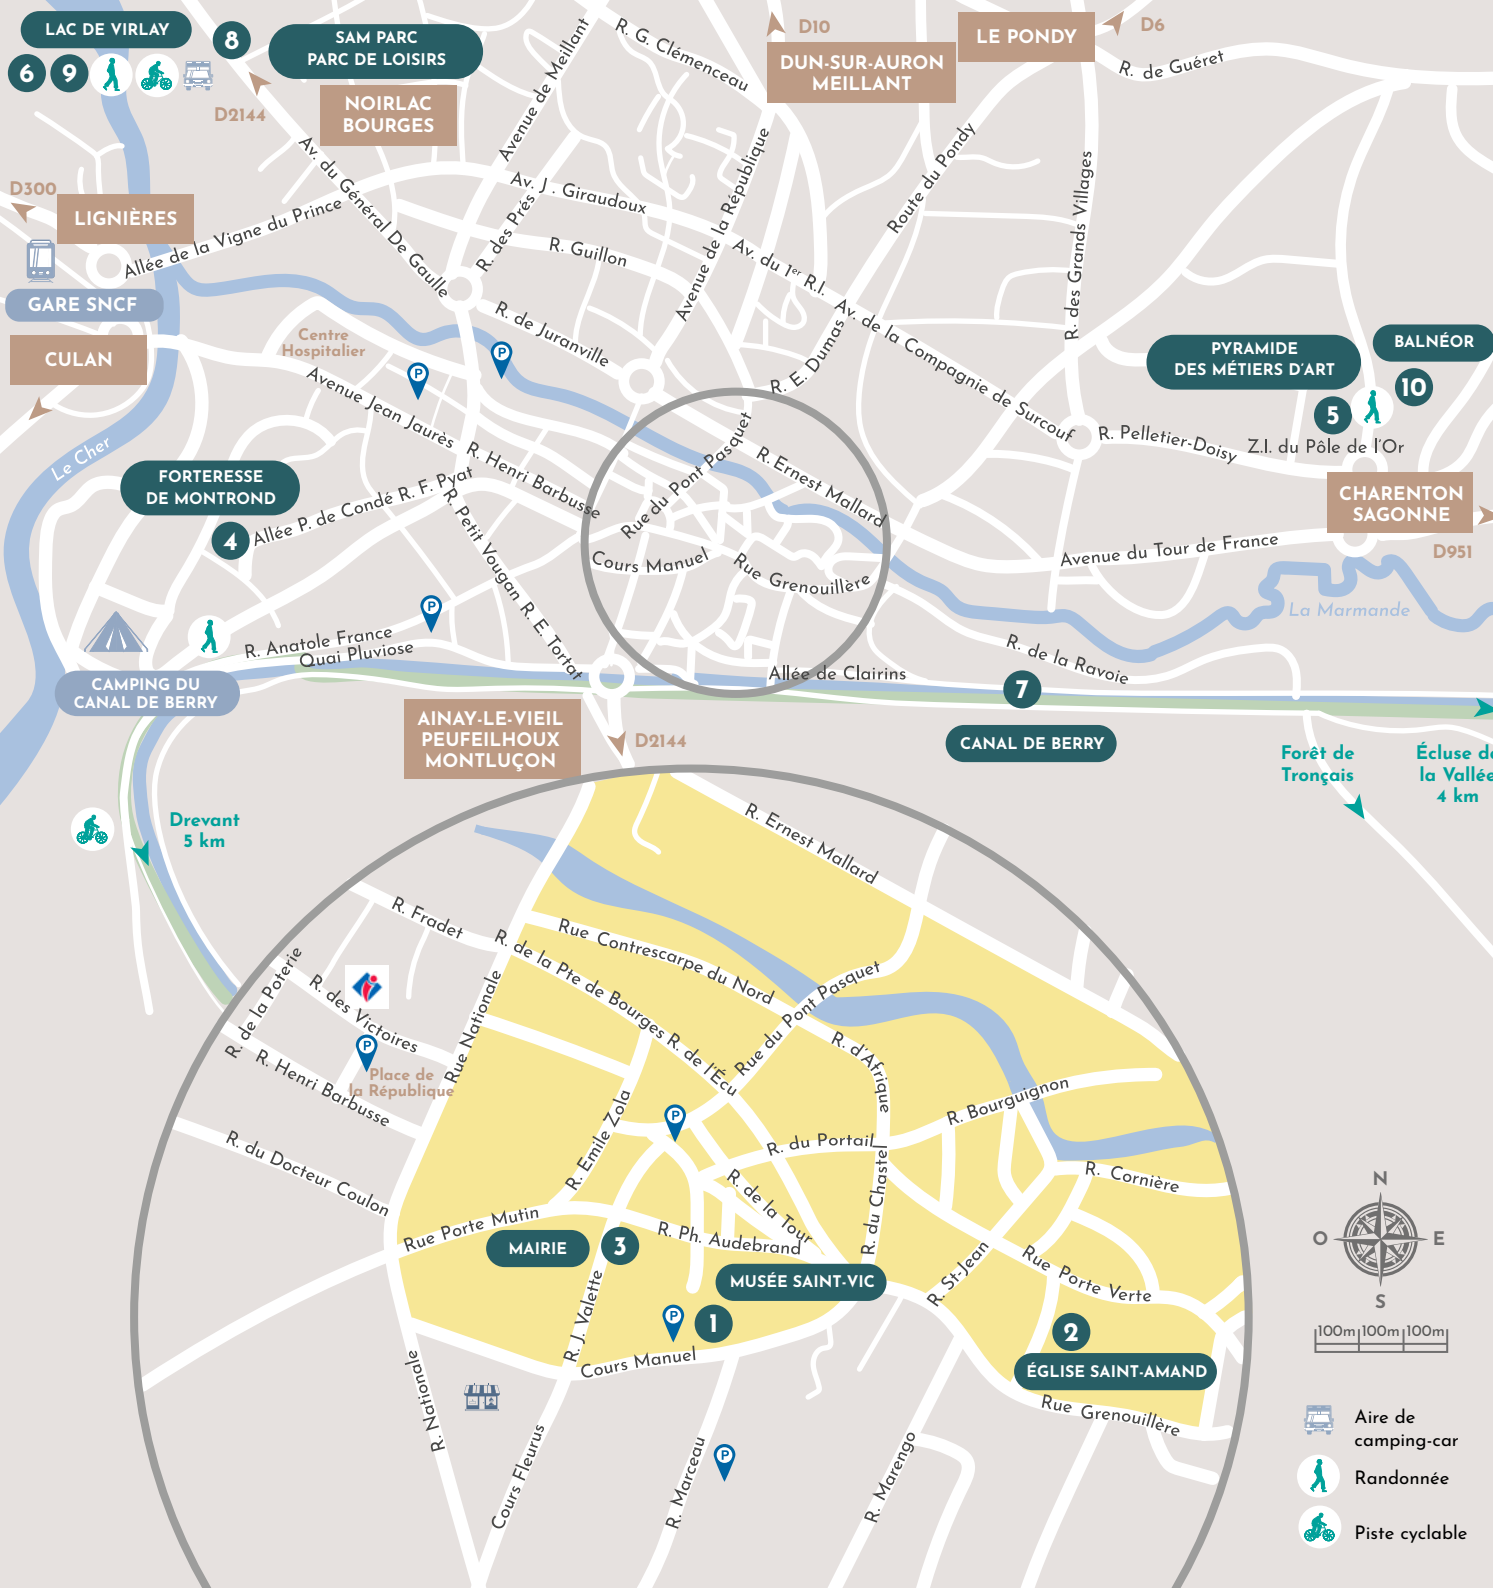 LAC DE VIRLAY
6
9
8
SAM PARC
PARC DE LOISIRS
D2144
NOIRLAC
BOURGES
Avenue de Meillant
R. G. Clémenceau
D10
DUN-SUR-AURON
MEILLANT
LE PONDY
D6
R. de Guéret
D300
LIGNIÈRES
Allée de la Vigne du Prince
Av. du Général De Gaulle
Av. J. Giraudoux
R. des Prés
R. Guillon
Avenue de la République
Av. du 1er R.I.
Route du Pondy
R. des Grands Villages
GARE SNCF
CULAN
Centre
Hospitalier
P
P
R. de Juranville
R. E. Dumas
Av. de la Compagnie de Surcouf
PYRAMIDE
DES MÉTIERS D'ART
BALNÉOR
10
5
R. Pelletier-Doisy
Z.I. du Pôle de l'Or
Le Cher
Avenue Jean Jaurès
R. Henri Barbusse
FORTERESSE
DE MONTROND
4
Allée P. de Condé
R. F. Pyat
R. Petit Vougan
R. E. Tortat
Rue du Pont Pasquet
R. Ernest Mallard
Cours Manuel
Rue Grenouillère
CHARENTON
SAGONNE
D951
Avenue du Tour de France
La Marmande
P
R. Anatole France
Quai Pluviose
CAMPING DU
CANAL DE BERRY
Allée de Clairins
R. de la Ravoie
7
CANAL DE BERRY
AINAY-LE-VIEIL
PEUFEILHOUX
MONTLUÇON
D2144
Forêt de
Tronçais
Écluse de
la Vallée
4 km
Drevant
5 km
R. Ernest Mallard
R. Fradet
R. de la Pte de Bourges
Rue Contrescarpe du Nord
Rue du Pont Pasquet
R. de la Poterie
R. des Victoires
Rue Nationale
R. de l'Écu
R. d'Afrique
P
Place de
la République
R. Henri Barbusse
R. Emile Zola
P
R. Bourguignon
R. du Docteur Coulon
R. du Portail
R. Cornière
R. de la Tour
R. du Chastel
Rue Porte Mutin
R. Ph. Audebrand
MAIRIE
3
MUSÉE SAINT-VIC
R. St-Jean
Rue Porte Verte
R. J. Valette
P
1
2
ÉGLISE SAINT-AMAND
Cours Manuel
Rue Grenouillère
R. Nationale
Cours Fleurus
R. Marceau
P
R. Marengo
N
O
E
S
100m
100m
100m
Aire de
camping-car
Randonnée
Piste cyclable